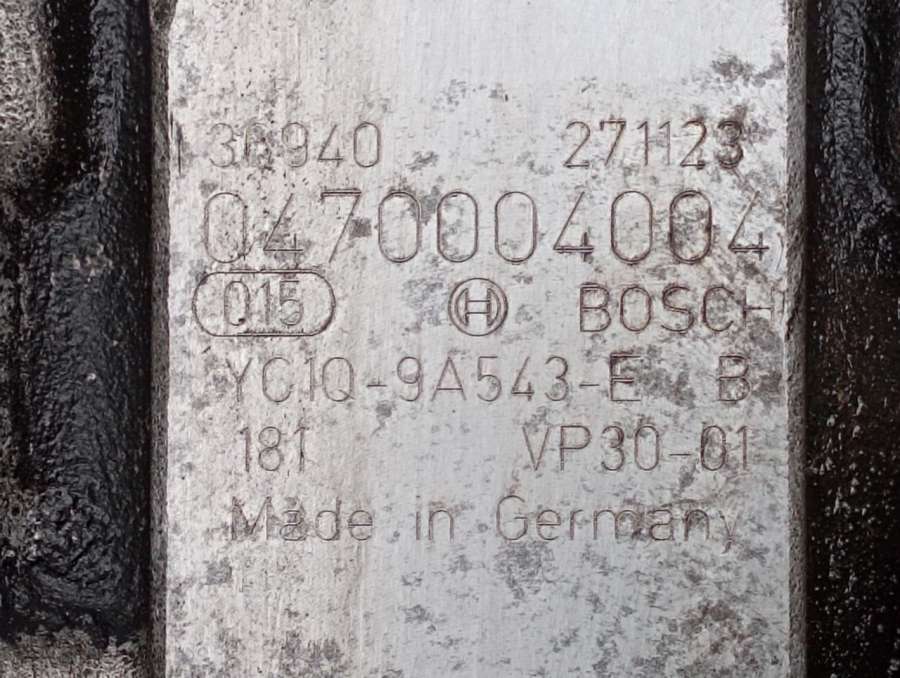 36940 271123
0470004004
015 H BOSCH
YC1Q-9A543-E B
181 VP30-01
Made in Germany